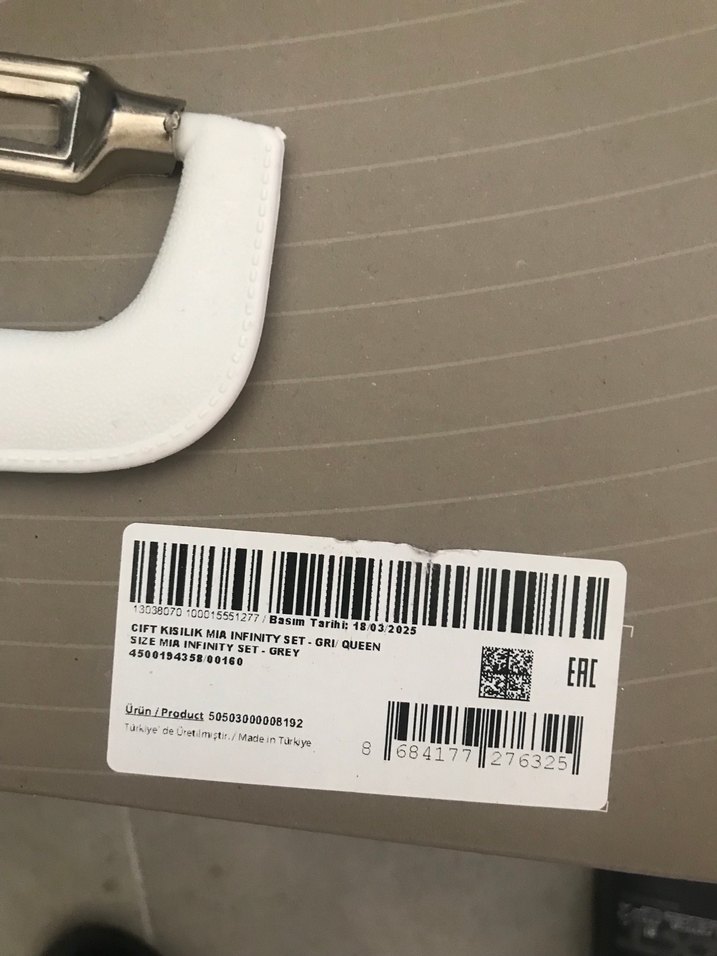 13038070 100015551277 / Basım Tarihi: 18/03/2025
CIFT KISILIK MIA INFINITY SET - GRI/ QUEEN
SIZE MIA INFINITY SET - GREY
4500194358/00160
EAC
Ürün / Product 50503000008192
Türkiye' de Üretilmiştir. / Made in Türkiye
8 684177 276325